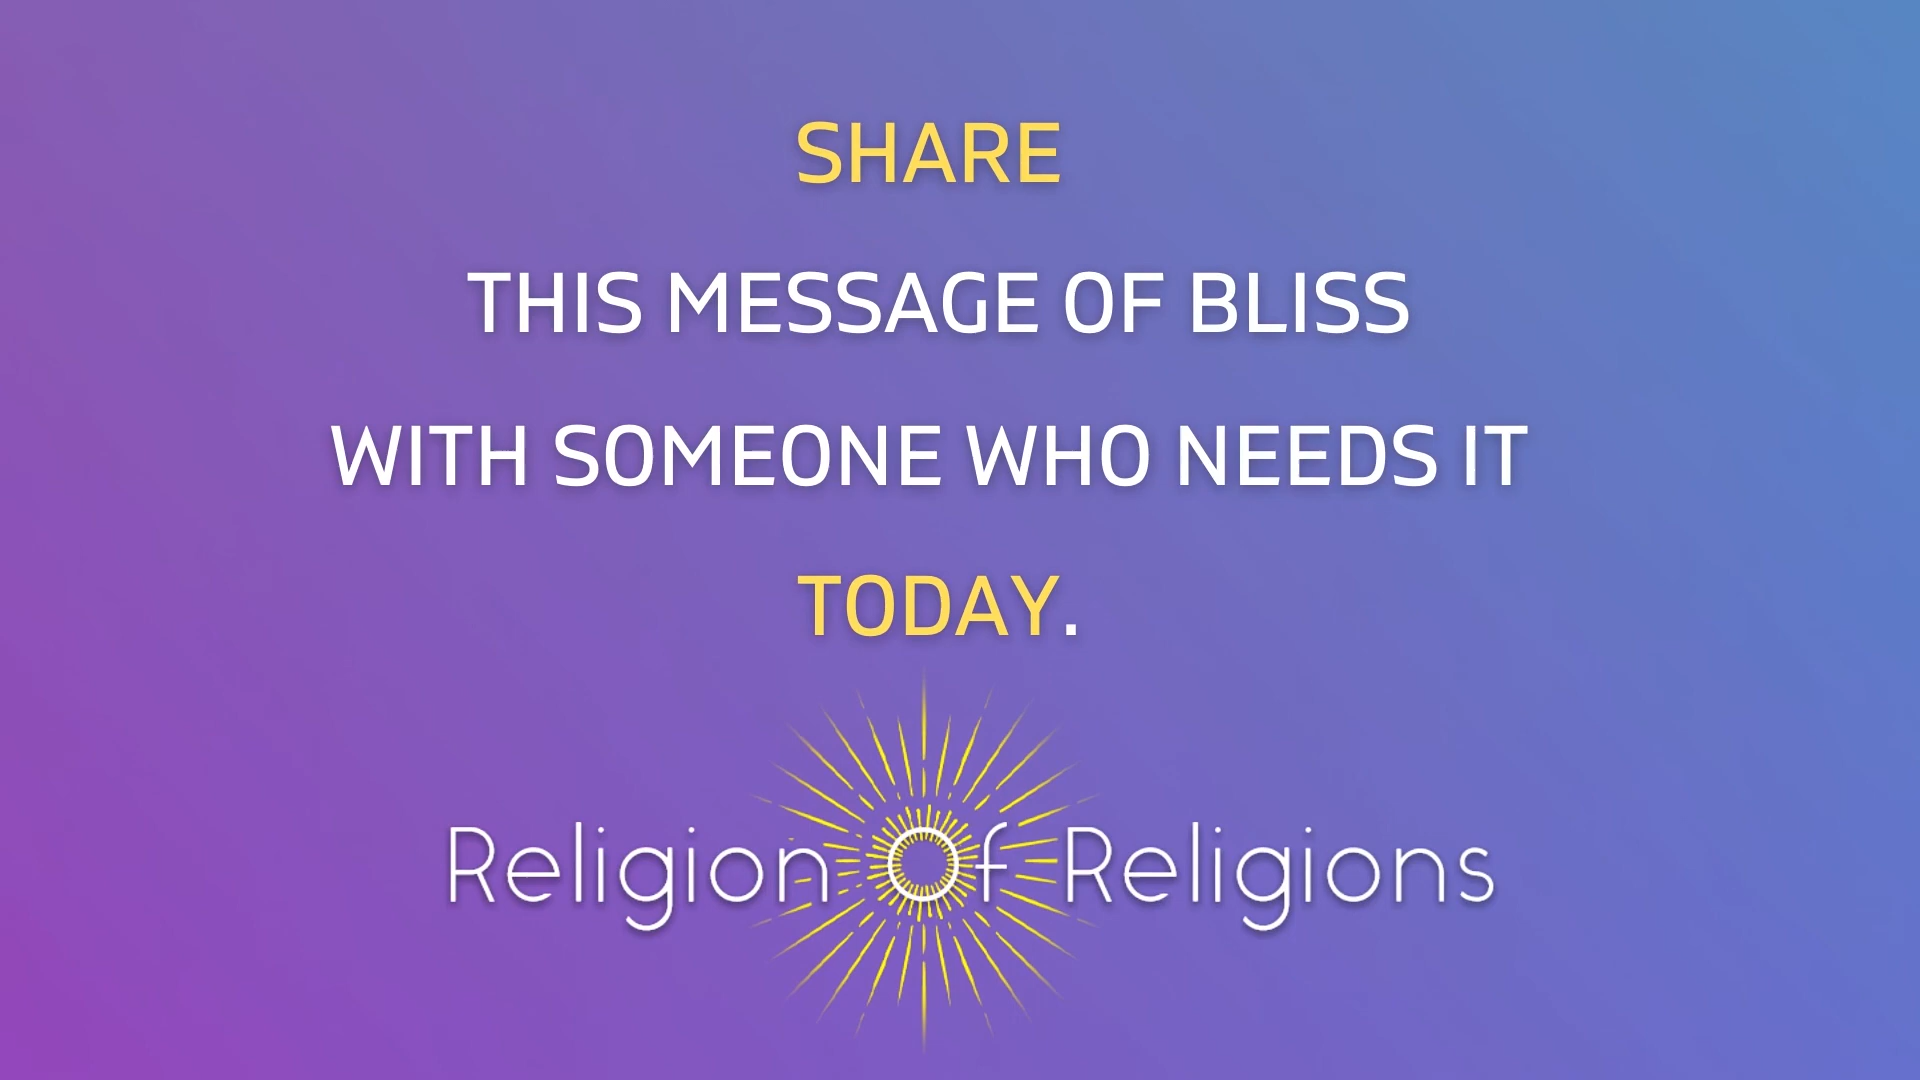 SHARE
THIS MESSAGE OF BLISS
WITH SOMEONE WHO NEEDS IT
TODAY.
Religion Of Religions